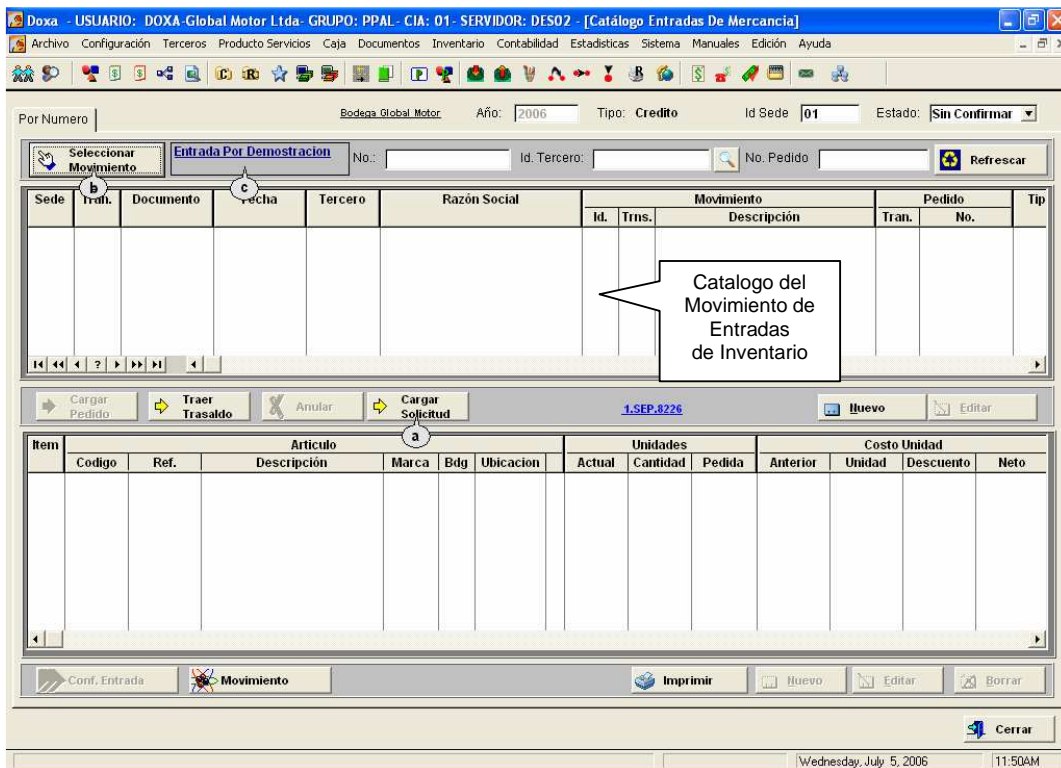 Doxa - USUARIO: DOXA-Global Motor Ltda- GRUPO: PPAL- CIA: 01- SERVIDOR: DESO2 - [Catálogo Entradas De Mercancia]
Archivo Configuración Terceros Producto Servicios Caja Documentos Inventario Contabilidad Estadisticas Sistema Manuales Edición Ayuda
Por Numero Bodega Global Motor Año: 2006 Tipo: Credito Id Sede 01 Estado: Sin Confirmar
Seleccionar Movimiento Entrada Por Demostracion No.: Id. Tercero: No. Pedido Refrescar
b c
Sede Tran. Documento Fecha Tercero Razón Social Movimiento Pedido Tip
Id. Trns. Descripción Tran. No.
Catalogo del
Movimiento de
Entradas
de Inventario
Cargar Pedido Traer Trasaldo Anular Cargar Solicitud 1.SEP.8226 Nuevo Editar
a
Item Articulo Unidades Costo Unidad
Codigo Ref. Descripción Marca Bdg Ubicacion Actual Cantidad Pedida Anterior Unidad Descuento Neto
Conf. Entrada Movimiento Imprimir Nuevo Editar Borrar
Cerrar
Wednesday, July 5, 2006 11:50AM